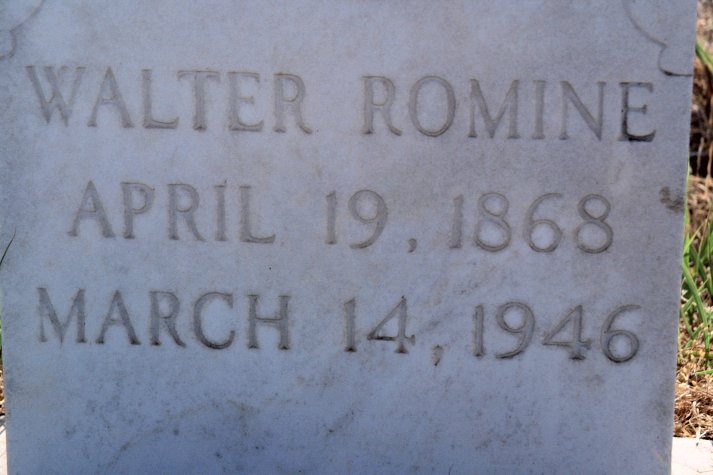 WALTER ROMINE
APRIL 19, 1868
MARCH 14, 1946